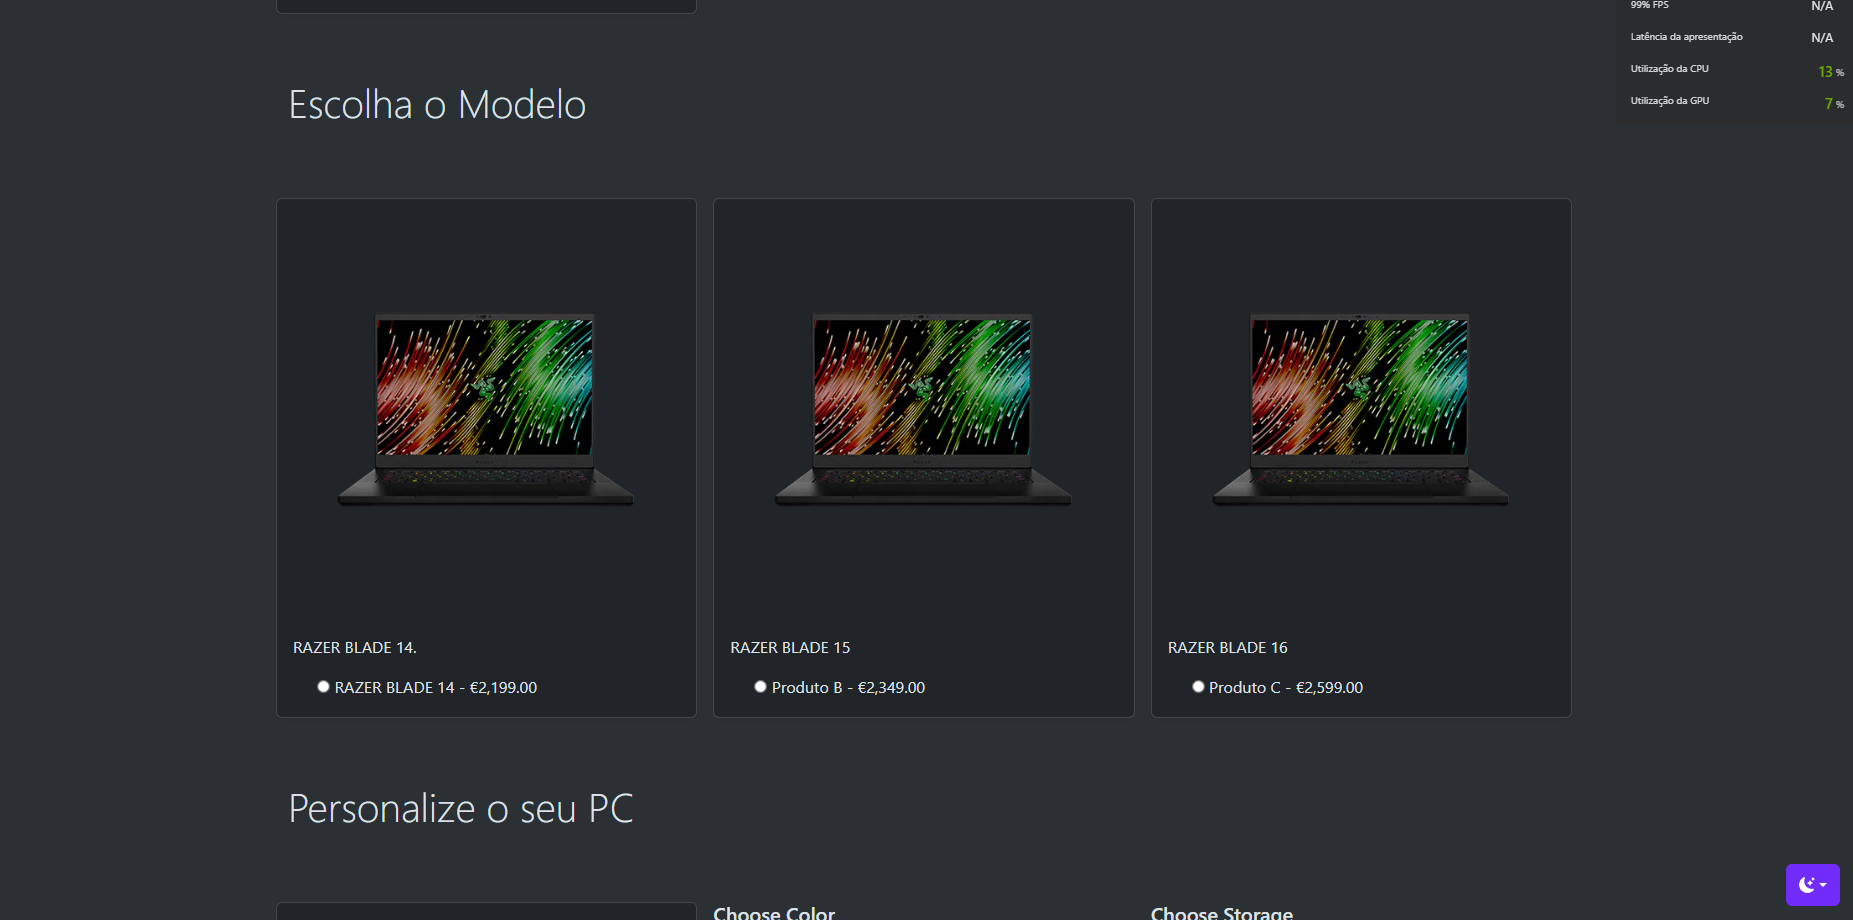 99% FPS N/A
Latência da apresentação N/A
Utilização da CPU 13 %
Utilização da GPU 7 %
Escolha o Modelo
RAZER BLADE 14.
RAZER BLADE 14 - €2,199.00
RAZER BLADE 15
Produto B - €2,349.00
RAZER BLADE 16
Produto C - €2,599.00
Personalize o seu PC
Choose Color
Choose Storage